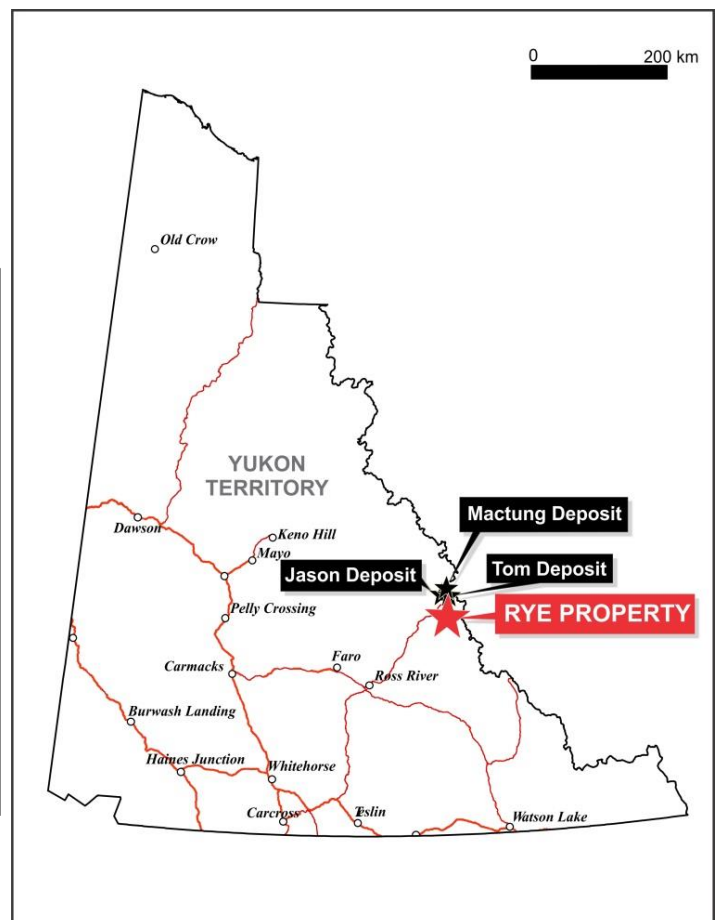 0 200 km
Old Crow
YUKON
TERRITORY
Dawson
Keno Hill
Mayo
Mactung Deposit
Jason Deposit
Tom Deposit
RYE PROPERTY
Pelly Crossing
Carmacks
Faro
Ross River
Burwash Landing
Haines Junction
Whitehorse
Carcross
Teslin
Watson Lake